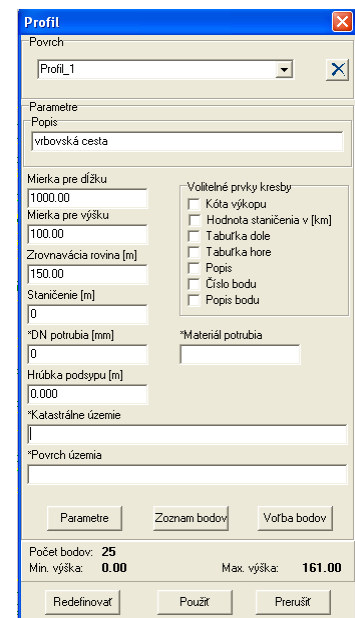 Profil
Povrch
Profil_1
Parametre
Popis
vrbovská cesta
Mierka pre dĺžku
1000.00
Mierka pre výšku
100.00
Zrovnavácia rovina [m]
150.00
Staničenie [m]
0
*DN potrubia [mm]
0
Hrúbka podsypu [m]
0.000
Voliteľné prvky kresby
Kóta výkopu
Hodnota staničenia v [km]
Tabuľka dole
Tabuľka hore
Popis
Číslo bodu
Popis bodu
*Materiál potrubia
*Katastrálne územie
*Povrch územia
Parametre Zoznam bodov Voľba bodov
Počet bodov: 25
Min. výška: 0.00 Max. výška: 161.00
Redefinovať Použiť Prerušiť